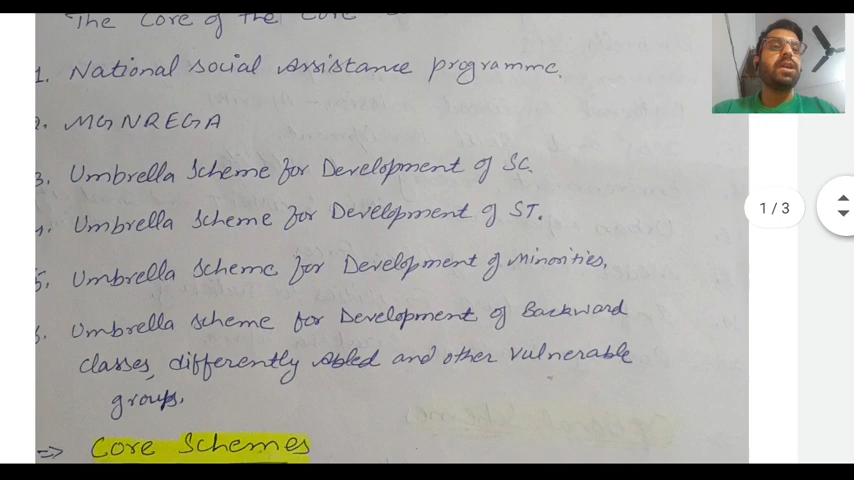 The Core of the Core
1. National Social Assistance programme.
2. MGNREGA
3. Umbrella Scheme for Development of SC.
4. Umbrella Scheme for Development of ST.
5. Umbrella Scheme for Development of Minorities,
6. Umbrella Scheme for Development of Backward
classes, differently Abled and other vulnerable
groups.
=> Core Schemes
1 / 3